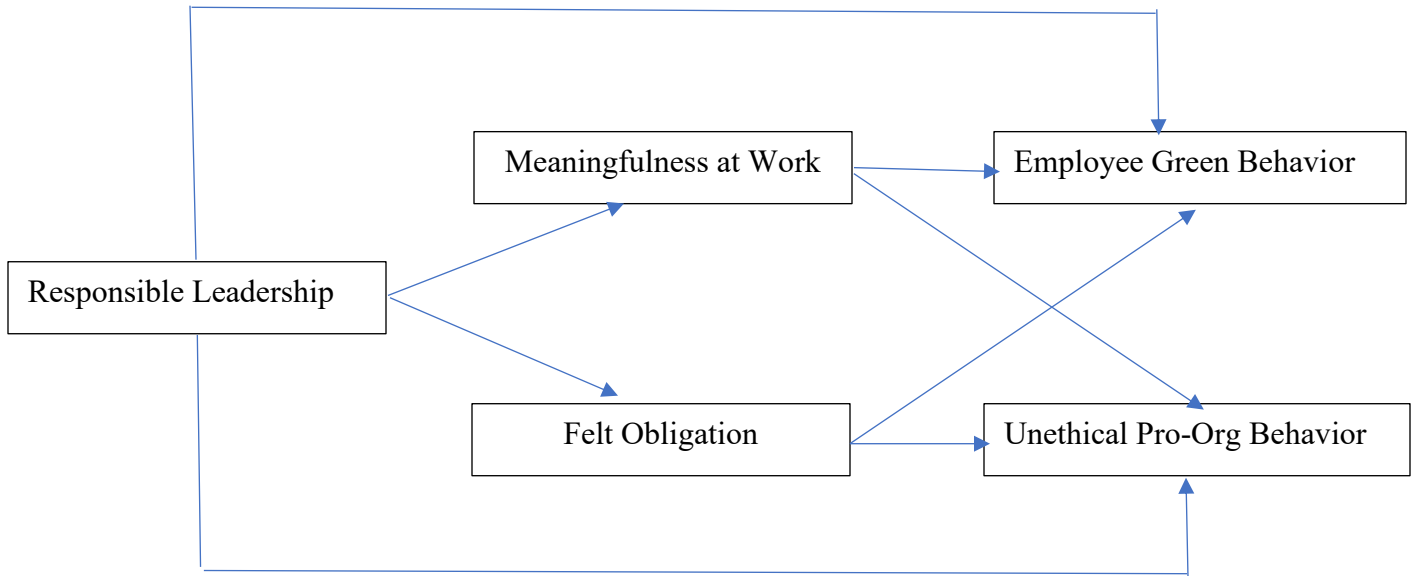 Meaningfulness at Work
Employee Green Behavior
Responsible Leadership
Felt Obligation
Unethical Pro-Org Behavior